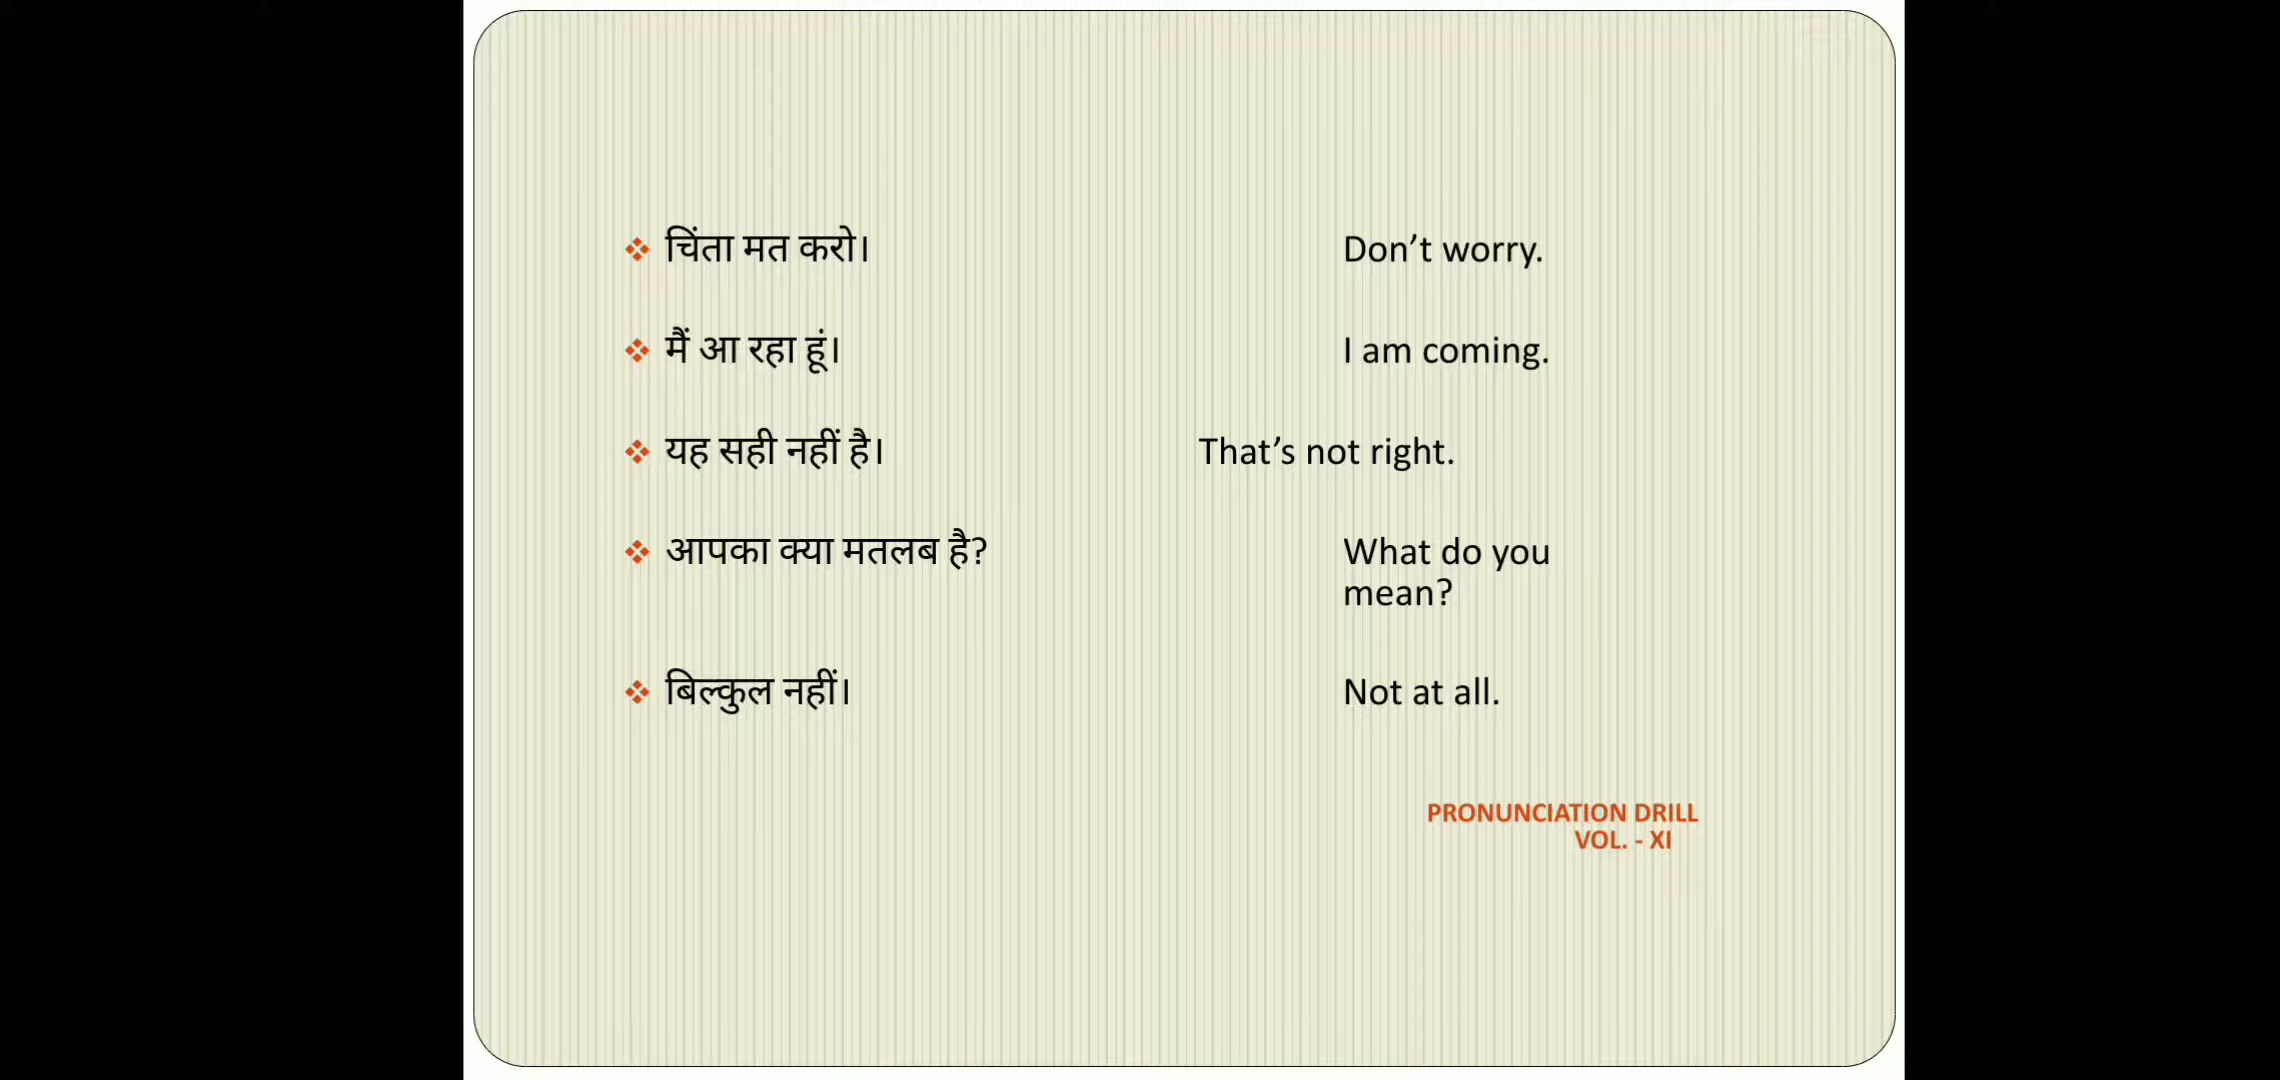 चिंता मत करो। Don’t worry.
मैं आ रहा हूं। I am coming.
यह सही नहीं है। That’s not right.
आपका क्या मतलब है? What do you
mean?
बिल्कुल नहीं। Not at all.
PRONUNCIATION DRILL
VOL. - XI